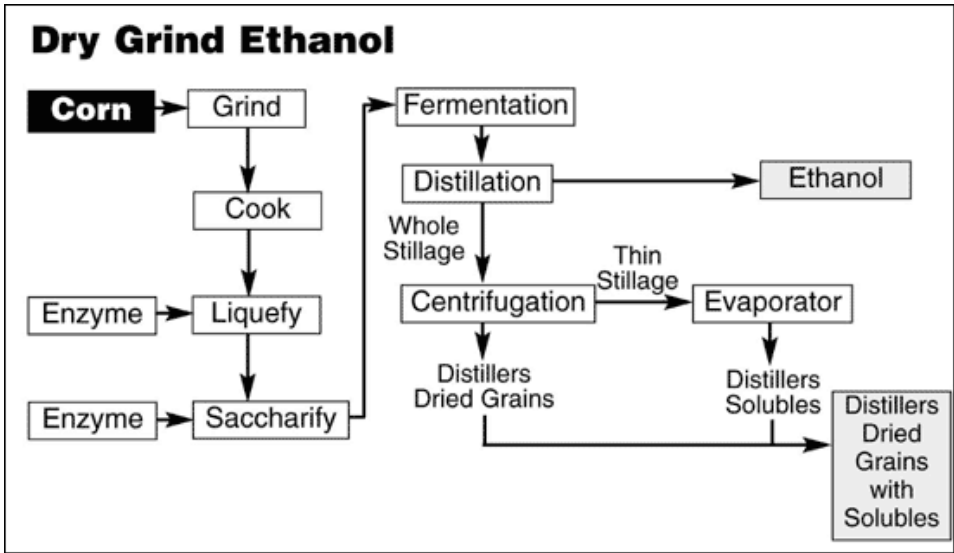 Dry Grind Ethanol
Corn
Grind
Cook
Enzyme
Liquefy
Enzyme
Saccharify
Fermentation
Distillation
Ethanol
Whole
Stillage
Thin
Stillage
Centrifugation
Evaporator
Distillers
Dried Grains
Distillers
Solubles
Distillers
Dried
Grains
with
Solubles